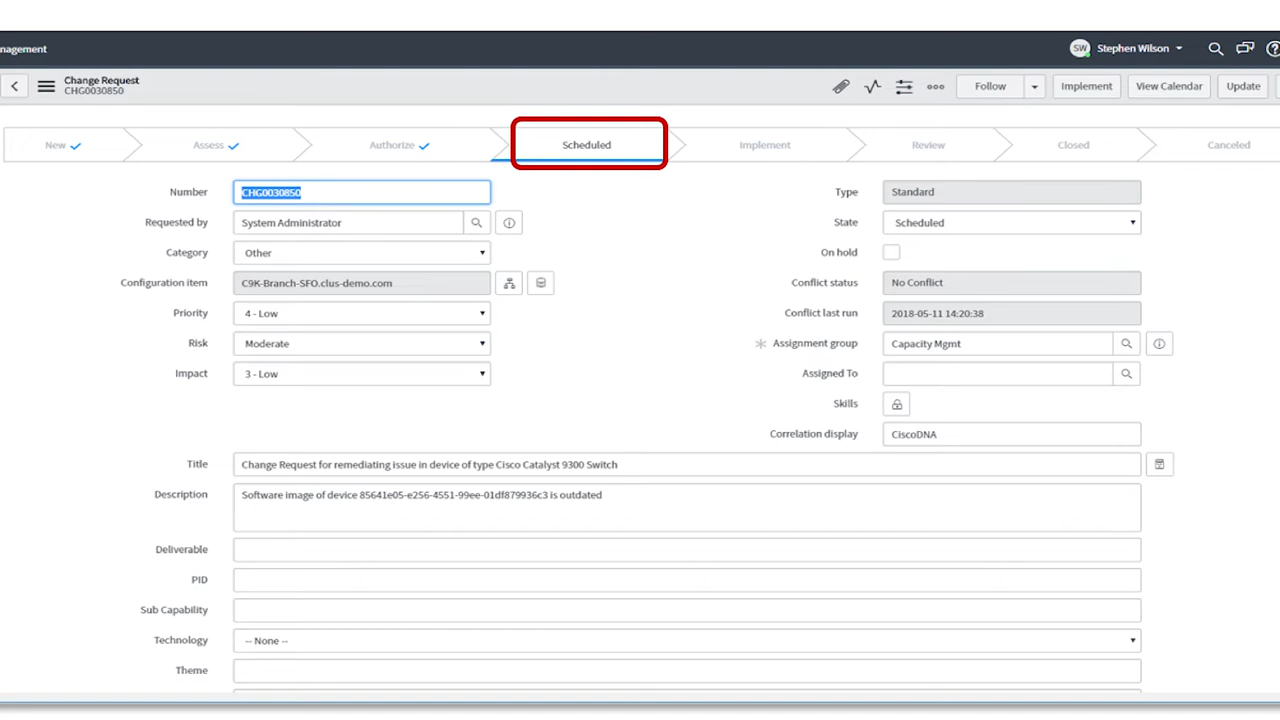 nagement
SW Stephen Wilson
Change Request
CHG0030850
Follow
Implement
View Calendar
Update
New
Assess
Authorize
Scheduled
Implement
Review
Closed
Canceled
Number CHG0030850
Type Standard
Requested by System Administrator
State Scheduled
Category Other
On hold
Configuration item C9K-Branch-SFO.clus-demo.com
Conflict status No Conflict
Priority 4 - Low
Conflict last run 2018-05-11 14:20:38
Risk Moderate
Assignment group Capacity Mgmt
Impact 3 - Low
Assigned To
Skills
Correlation display CiscoDNA
Title Change Request for remediating issue in device of type Cisco Catalyst 9300 Switch
Description Software image of device 85641e05-e256-4551-99ee-01df879936c3 is outdated
Deliverable
PID
Sub Capability
Technology -- None --
Theme